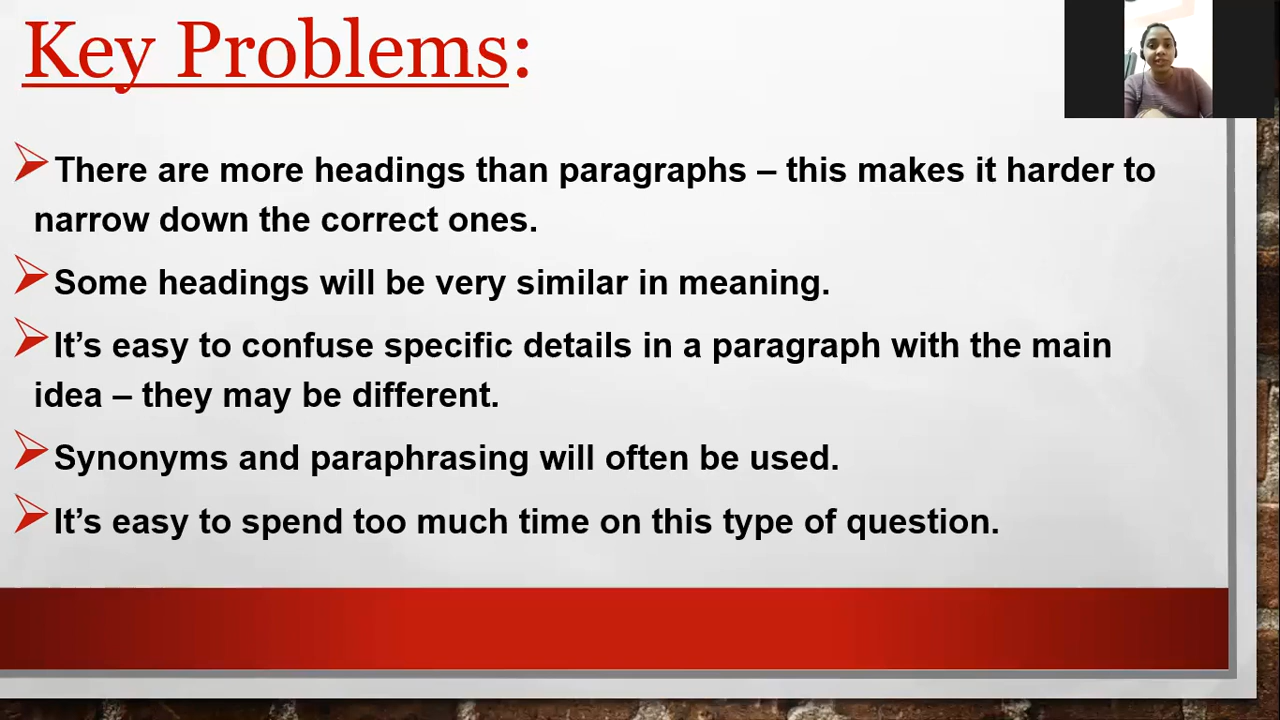 Key Problems:
There are more headings than paragraphs – this makes it harder to
narrow down the correct ones.
Some headings will be very similar in meaning.
It’s easy to confuse specific details in a paragraph with the main
idea – they may be different.
Synonyms and paraphrasing will often be used.
It’s easy to spend too much time on this type of question.